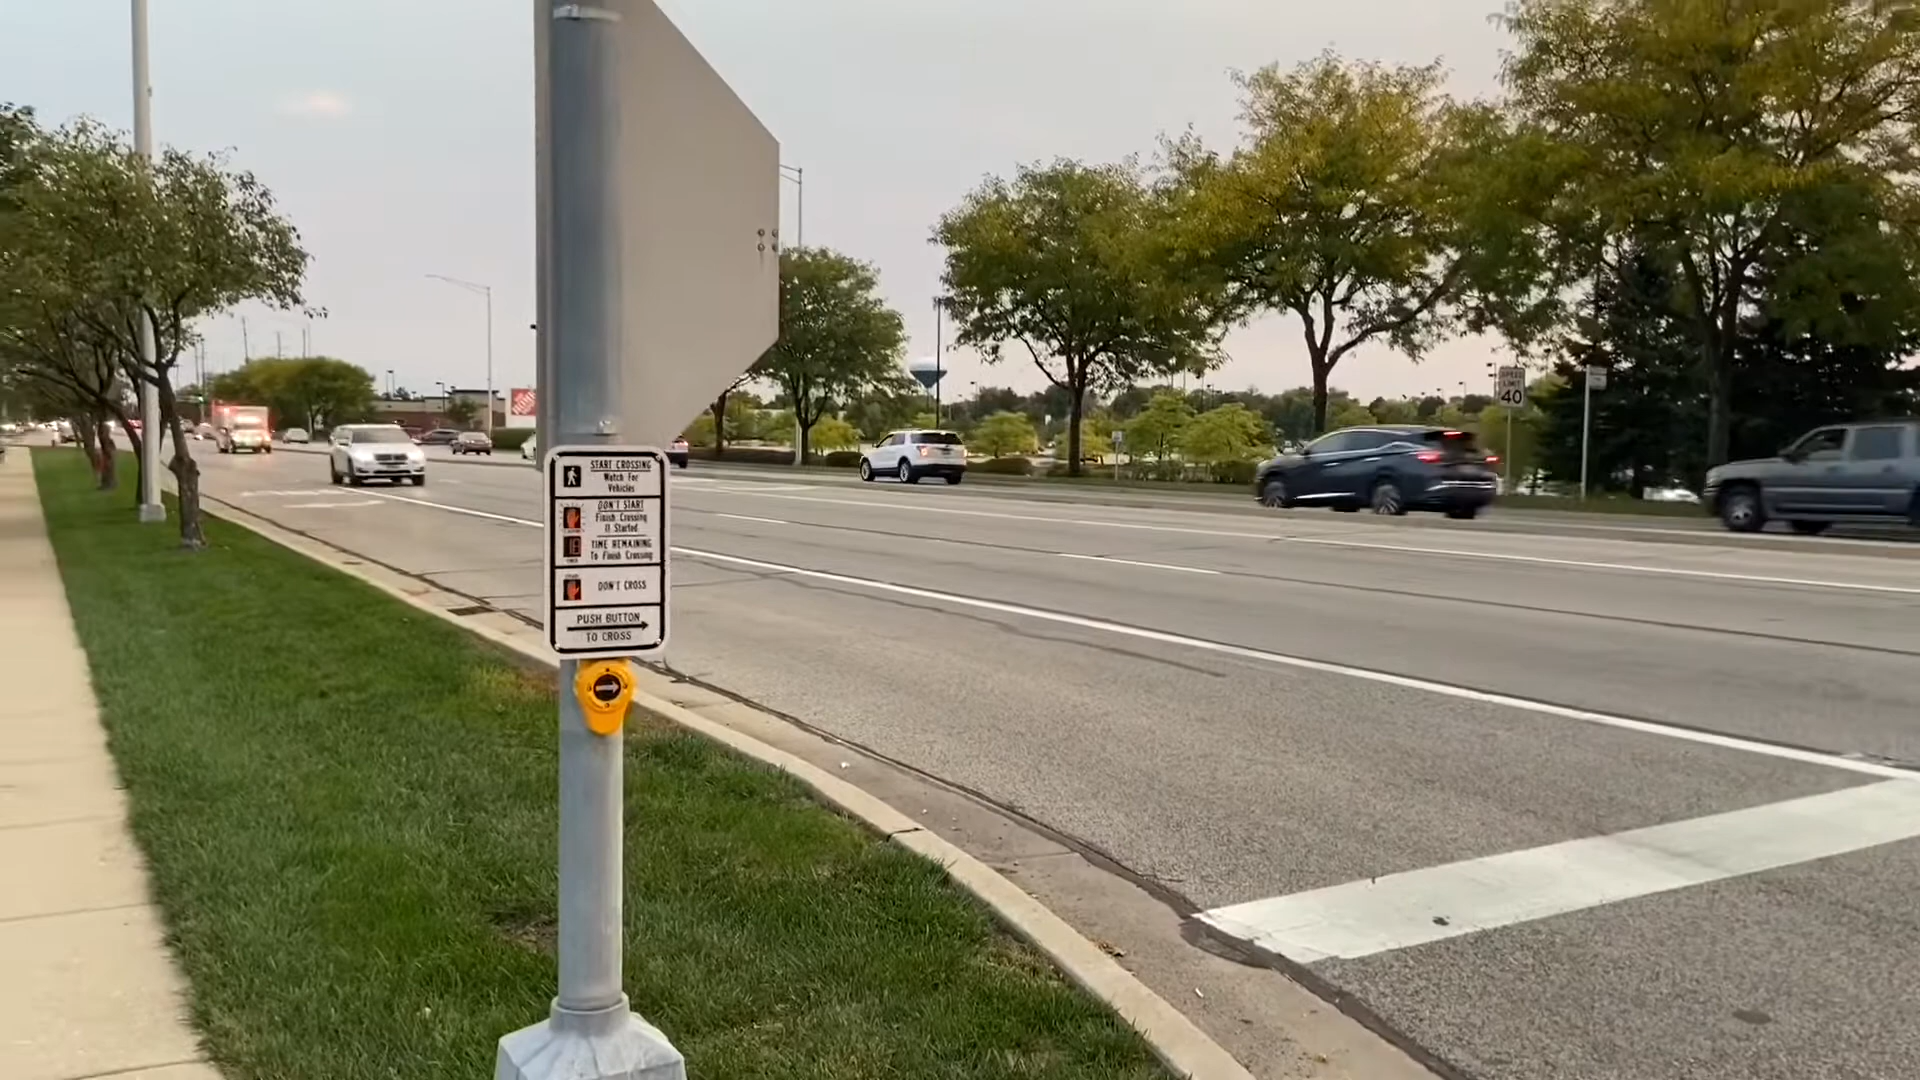 START CROSSING
Watch For
Vehicles
DON'T START
Finish Crossing
If Started
TIME REMAINING
To Finish Crossing
DON'T CROSS
PUSH BUTTON
TO CROSS
SPEED
LIMIT
40